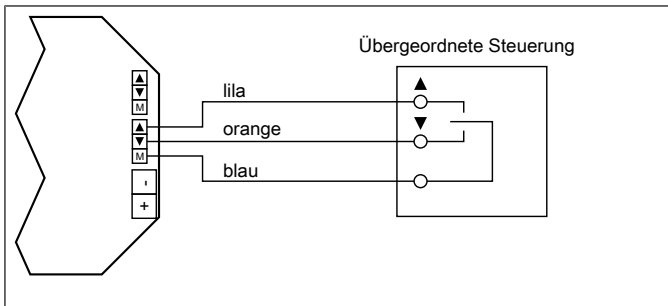 Übergeordnete Steuerung
▲
▼
M
▲
▼
M
-
+
lila
orange
blau
▲
▼